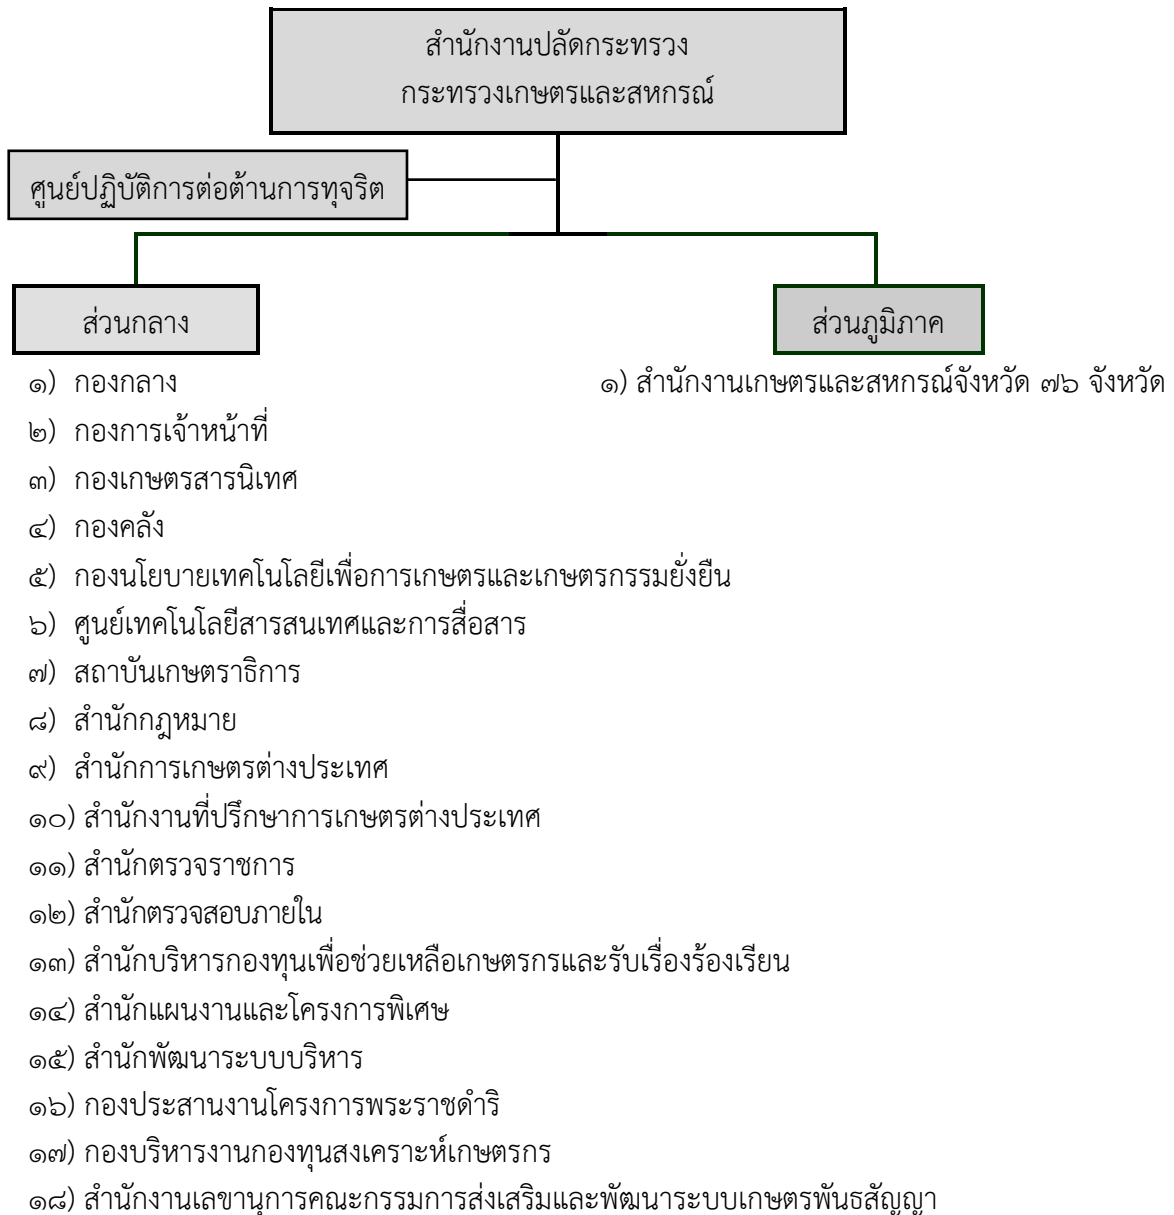 สำนักงานปลัดกระทรวง
กระทรวงเกษตรและสหกรณ์
ศูนย์ปฏิบัติการต่อต้านการทุจริต
ส่วนกลาง
ส่วนภูมิภาค
๑) กองกลาง
๒) กองการเจ้าหน้าที่
๓) กองเกษตรสารนิเทศ
๔) กองคลัง
๕) กองนโยบายเทคโนโลยีเพื่อการเกษตรและเกษตรกรรมยั่งยืน
๖) ศูนย์เทคโนโลยีสารสนเทศและการสื่อสาร
๗) สถาบันเกษตราธิการ
๘) สำนักกฎหมาย
๙) สำนักการเกษตรต่างประเทศ
๑๐) สำนักงานที่ปรึกษาการเกษตรต่างประเทศ
๑๑) สำนักตรวจราชการ
๑๒) สำนักตรวจสอบภายใน
๑๓) สำนักบริหารกองทุนเพื่อช่วยเหลือเกษตรกรและรับเรื่องร้องเรียน
๑๔) สำนักแผนงานและโครงการพิเศษ
๑๕) สำนักพัฒนาระบบบริหาร
๑๖) กองประสานงานโครงการพระราชดำริ
๑๗) กองบริหารงานกองทุนสงเคราะห์เกษตรกร
๑๘) สำนักงานเลขานุการคณะกรรมการส่งเสริมและพัฒนาระบบเกษตรพันธสัญญา
๑) สำนักงานเกษตรและสหกรณ์จังหวัด ๗๖ จังหวัด